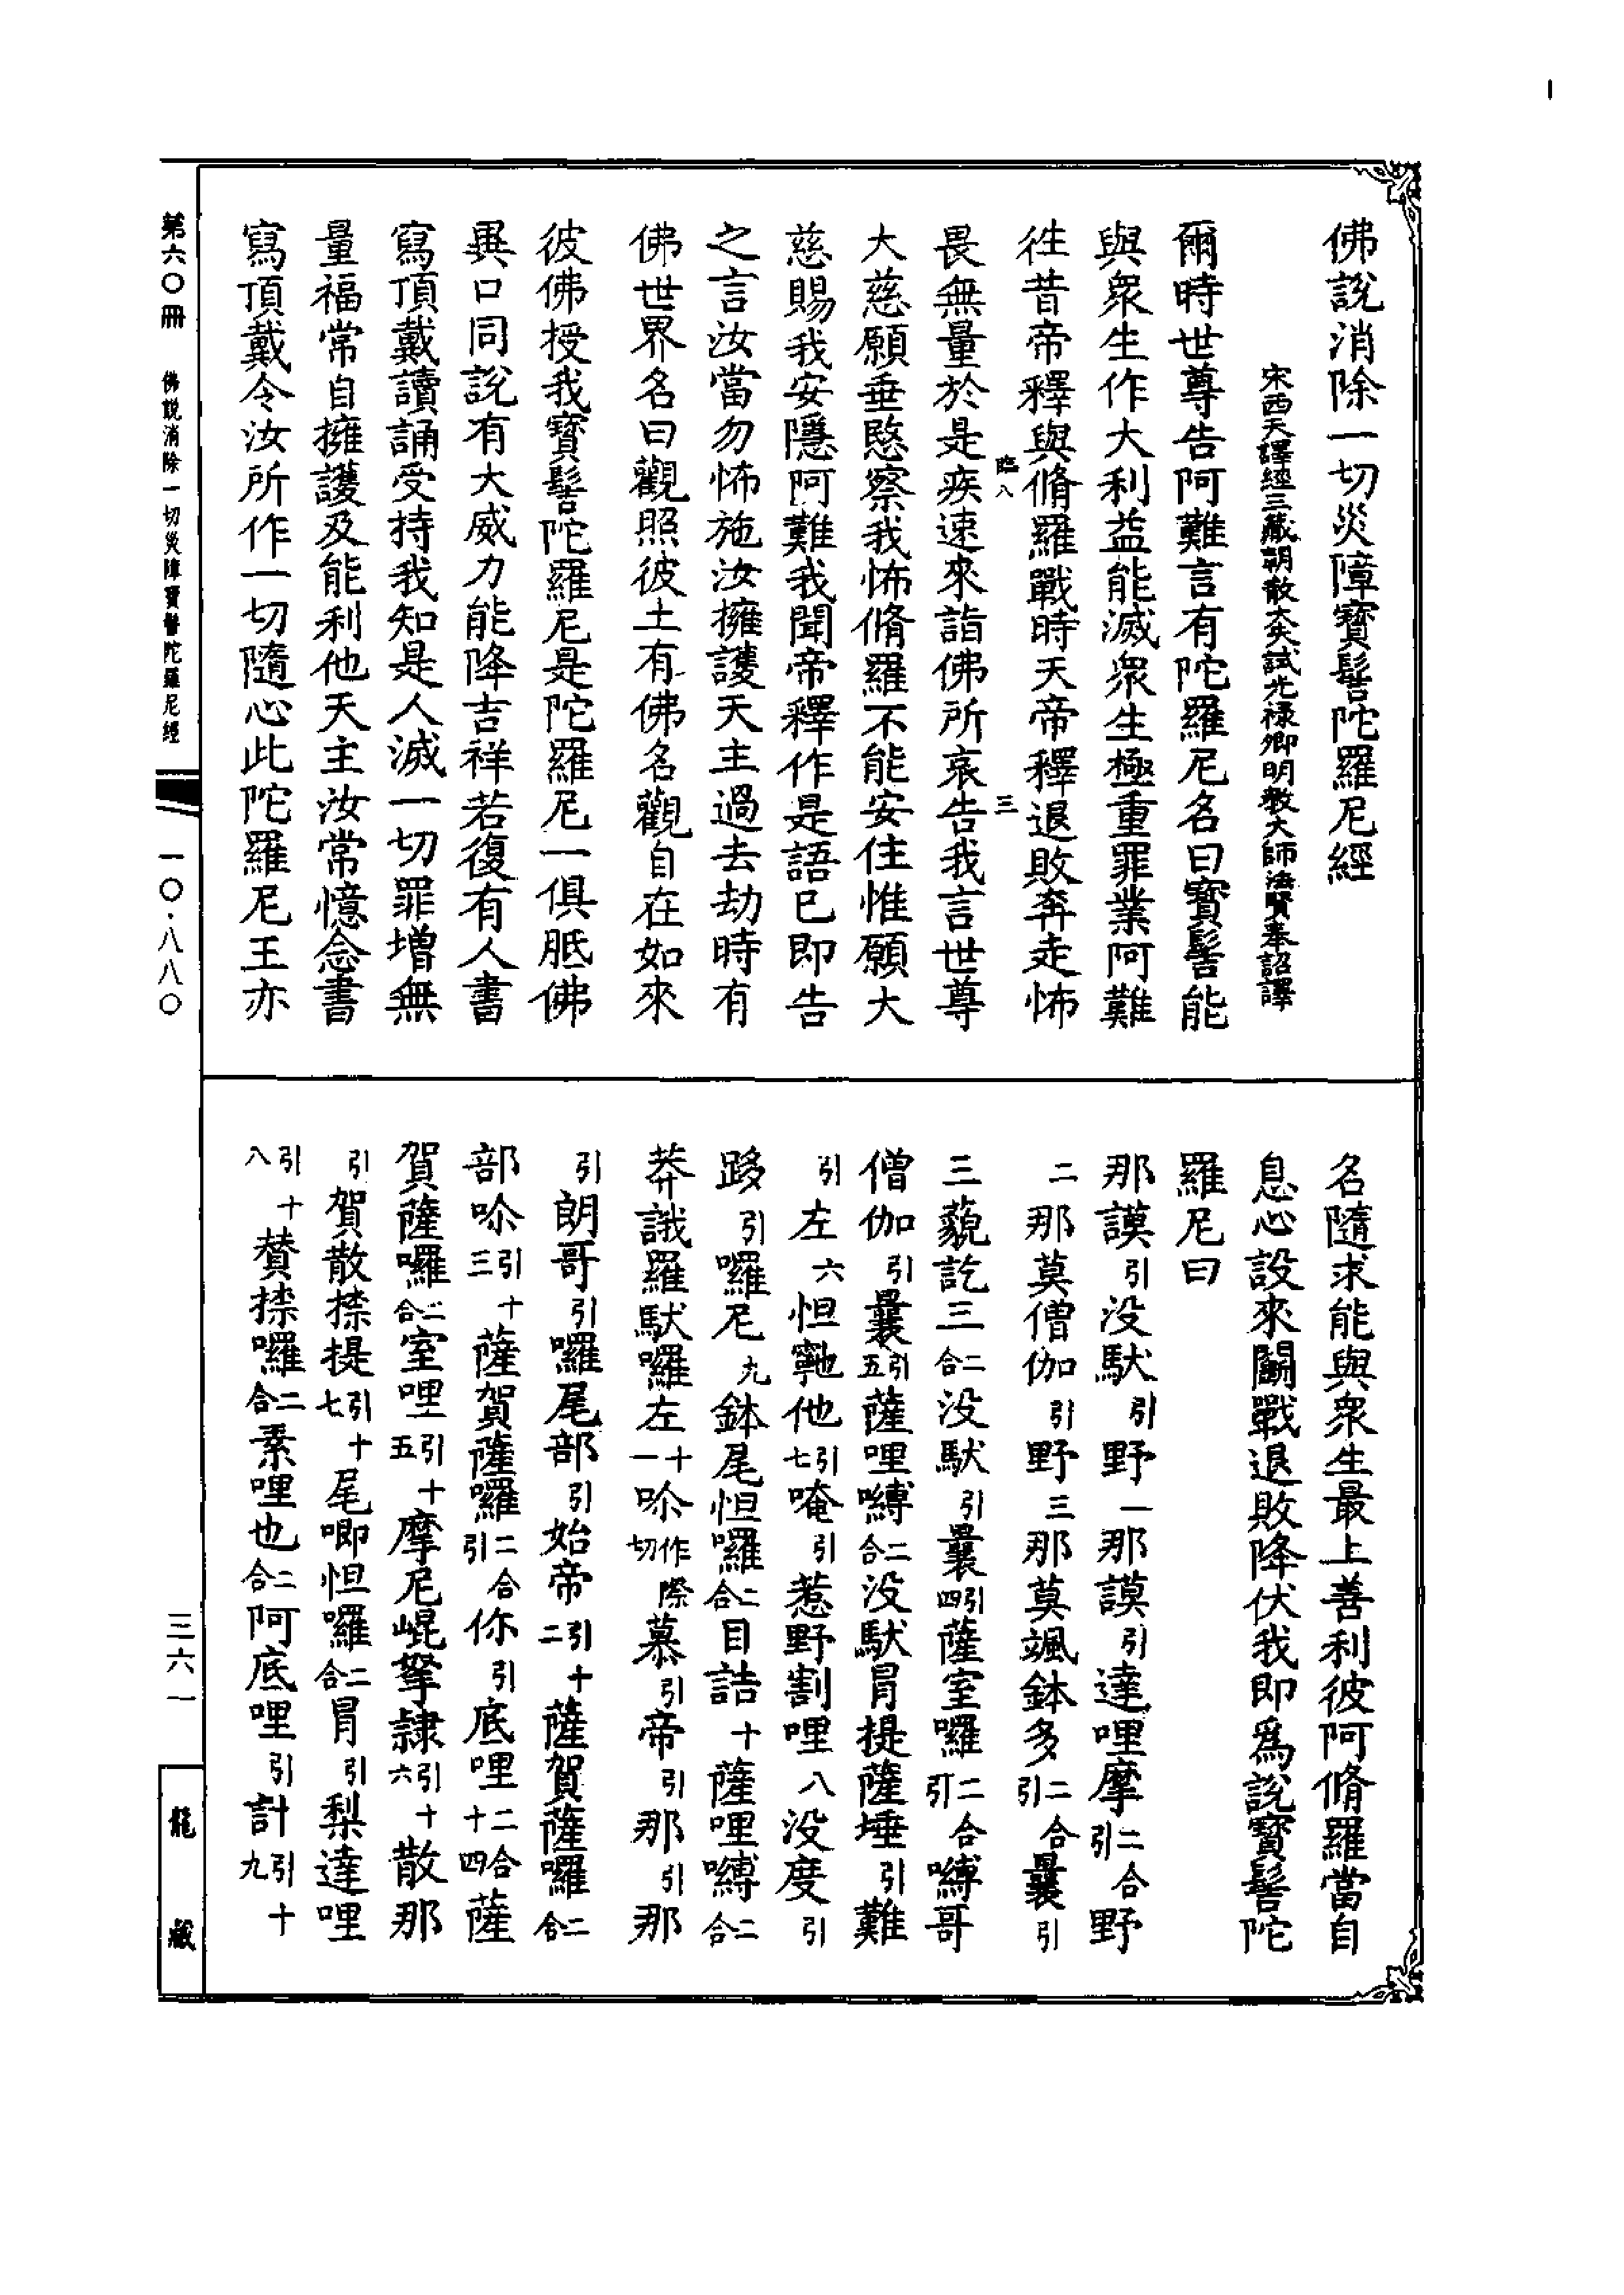 佛說消除一切災障寳髻陀羅尼經
宋西天譯經三藏朝散大夫試光祿卿明教大師法賢奉詔譯
爾時世尊告阿難言有陀羅尼名曰寳髻能
與衆生作大利益能滅衆生極重罪業阿難
徃昔帝釋與脩羅戰時天帝釋退敗奔走怖
臨八 三
畏無量於是疾速來詣佛所哀告我言世尊
大慈願垂愍察我怖脩羅不能安住惟願大
慈賜我安隱阿難我聞帝釋作是語已即告
之言汝當勿怖施汝擁護天主過去劫時有
佛世界名曰觀照彼土有佛名觀自在如來
彼佛授我寳髻陀羅尼是陀羅尼一俱胝佛
異口同說有大威力能降吉祥若復有人書
寫頂戴讀誦受持我知是人滅一切罪增無
量福常自擁護及能利他天主汝常憶念書
寫頂戴令汝所作一切隨心此陀羅尼王亦
名隨求能與衆生最上善利彼阿脩羅當自
息心設來鬭戰退敗降伏我即爲說寳髻陀
羅尼曰
那謨引没馱引野一那謨引達哩摩二合引野
二那莫僧伽引野三那莫颯鉢多二合引曩引
三藐訖三二合没馱引曩引四薩室囉二合引嚩哥
僧伽引曩引五薩哩嚩二合没馱冐提薩埵引難
引左六怛寧也他引七唵引惹野割哩八没度引
路引囉尼九鉢尾怛囉二合目誥十薩哩嚩二合
莽誐羅馱囉左十一吤作際切慕引帝引那引那
引朗哥引囉尾部引始帝引十二薩賀薩囉二合
部吤引十三薩賀薩囉二合引你引底哩二合十四薩
賀薩囉二合室哩引十五摩尼崐拏隷引十六散那
引賀散捺提引十七尾唧怛囉二合冐引梨達哩
引十八賛捺囉二合素哩也二合阿底哩引計引十九
第六〇冊 佛說消除一切災障寳髻陀羅尼經 一〇·八八〇 三六一 龍藏